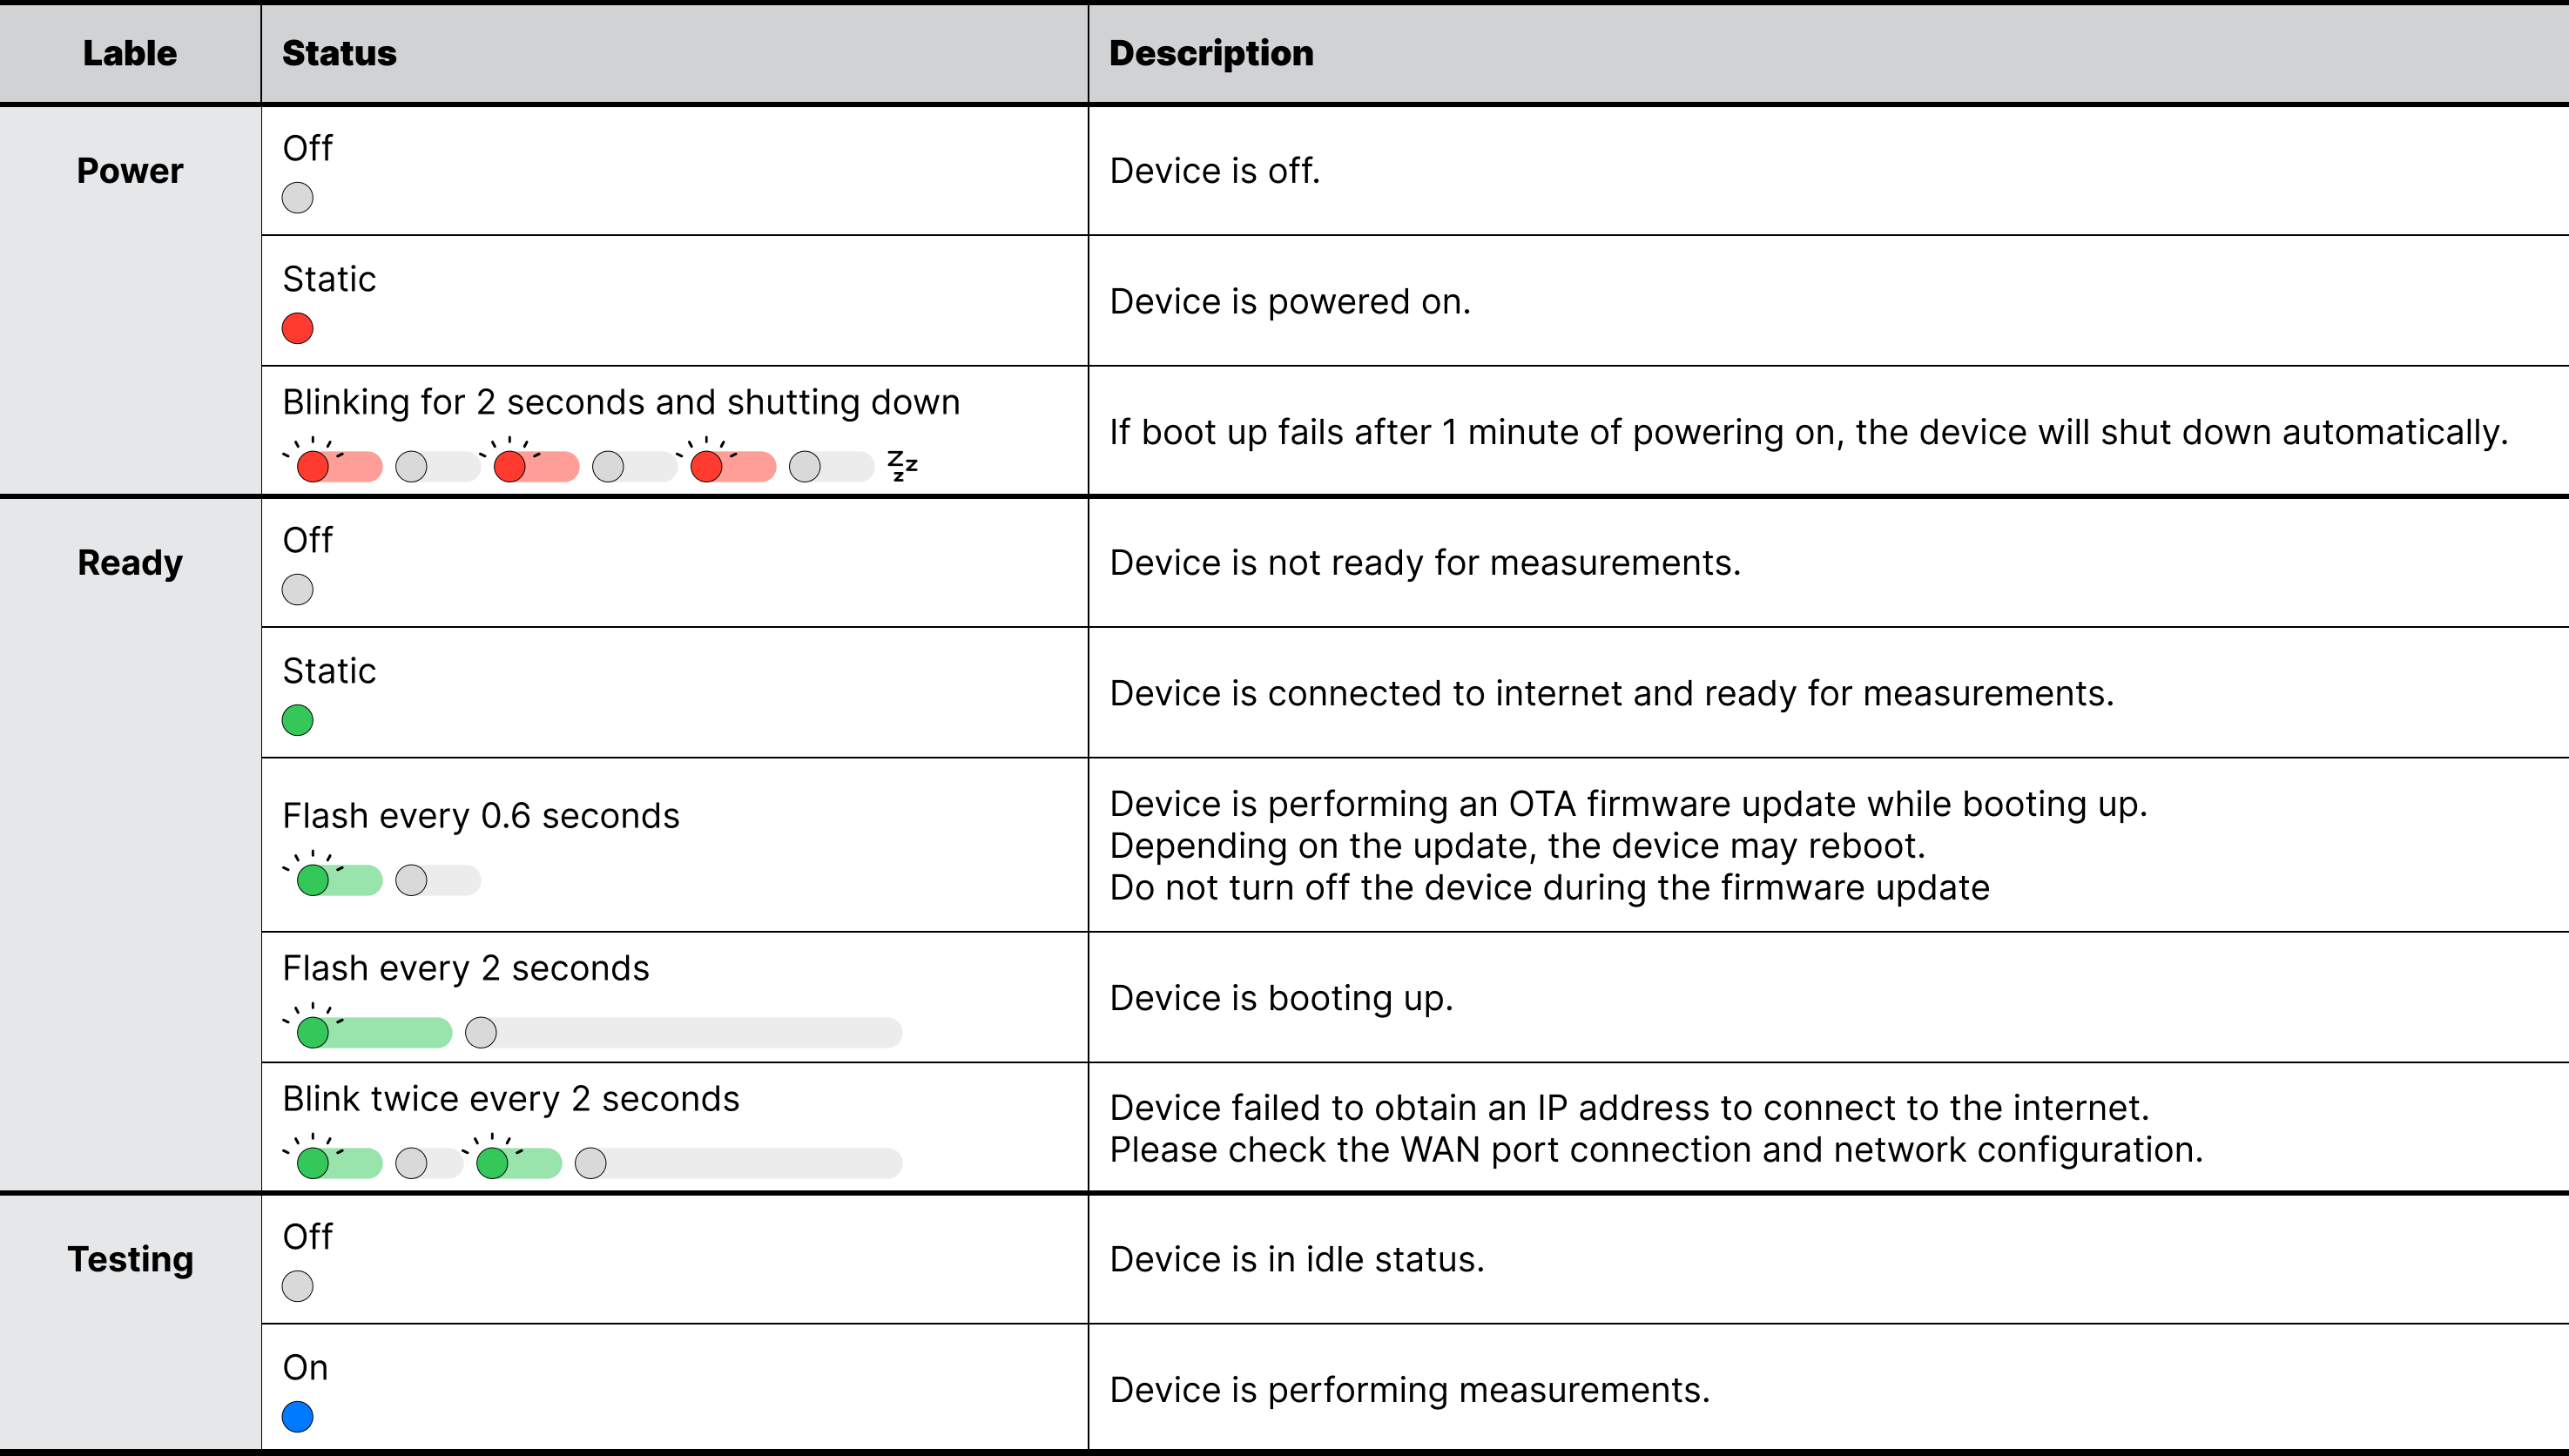 Lable Status Description
Power
Off
Device is off.
Static
Device is powered on.
Blinking for 2 seconds and shutting down
zzz
If boot up fails after 1 minute of powering on, the device will shut down automatically.
Ready
Off
Device is not ready for measurements.
Static
Device is connected to internet and ready for measurements.
Flash every 0.6 seconds
Device is performing an OTA firmware update while booting up.
Depending on the update, the device may reboot.
Do not turn off the device during the firmware update
Flash every 2 seconds
Device is booting up.
Blink twice every 2 seconds
Device failed to obtain an IP address to connect to the internet.
Please check the WAN port connection and network configuration.
Testing
Off
Device is in idle status.
On
Device is performing measurements.